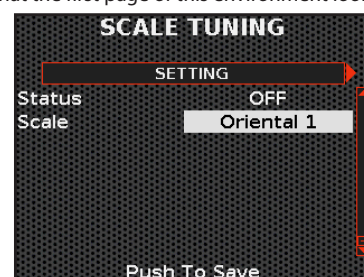 SCALE TUNING
SETTING
Status OFF
Scale Oriental 1
Push To Save